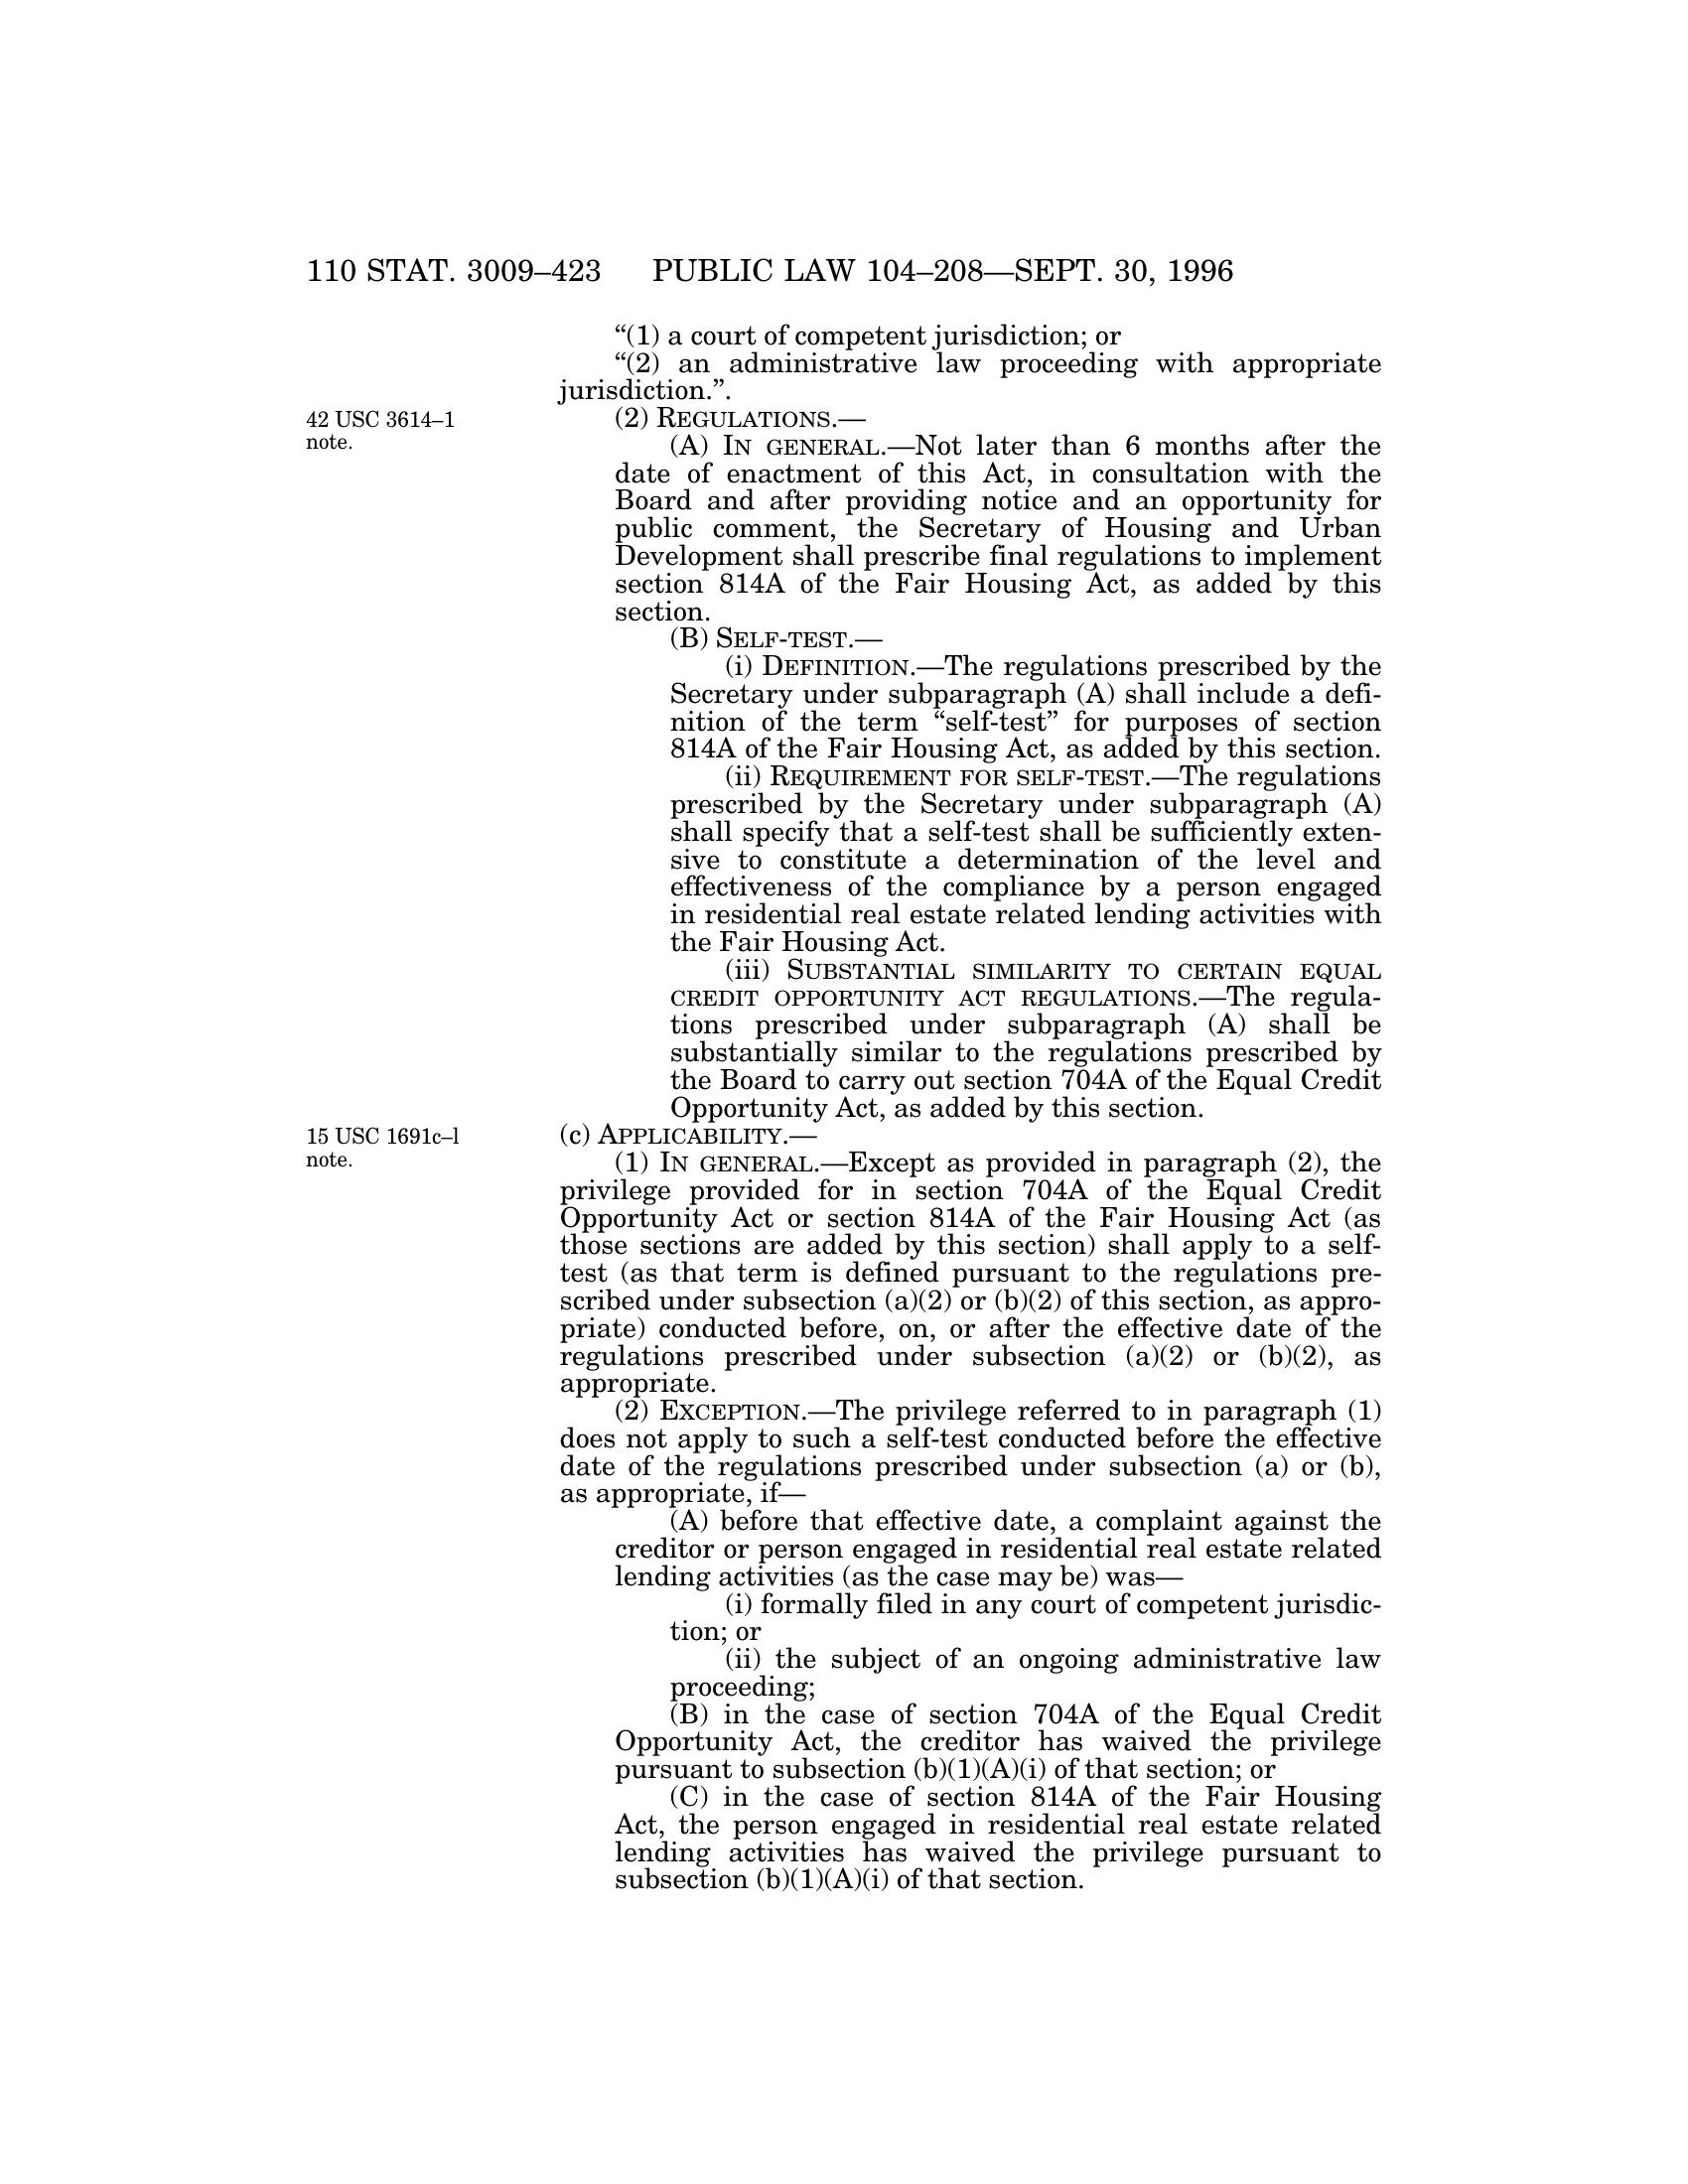 110 STAT. 3009–423 PUBLIC LAW 104–208—SEPT. 30, 1996
“(1) a court of competent jurisdiction; or
“(2) an administrative law proceeding with appropriate
jurisdiction.”.
42 USC 3614–1
note.
(2) REGULATIONS.—
(A) IN GENERAL.—Not later than 6 months after the
date of enactment of this Act, in consultation with the
Board and after providing notice and an opportunity for
public comment, the Secretary of Housing and Urban
Development shall prescribe final regulations to implement
section 814A of the Fair Housing Act, as added by this
section.
(B) SELF-TEST.—
(i) DEFINITION.—The regulations prescribed by the
Secretary under subparagraph (A) shall include a defi-
nition of the term “self-test” for purposes of section
814A of the Fair Housing Act, as added by this section.
(ii) REQUIREMENT FOR SELF-TEST.—The regulations
prescribed by the Secretary under subparagraph (A)
shall specify that a self-test shall be sufficiently exten-
sive to constitute a determination of the level and
effectiveness of the compliance by a person engaged
in residential real estate related lending activities with
the Fair Housing Act.
(iii) SUBSTANTIAL SIMILARITY TO CERTAIN EQUAL
CREDIT OPPORTUNITY ACT REGULATIONS.—The regula-
tions prescribed under subparagraph (A) shall be
substantially similar to the regulations prescribed by
the Board to carry out section 704A of the Equal Credit
Opportunity Act, as added by this section.
15 USC 1691c–l
note.
(c) APPLICABILITY.—
(1) IN GENERAL.—Except as provided in paragraph (2), the
privilege provided for in section 704A of the Equal Credit
Opportunity Act or section 814A of the Fair Housing Act (as
those sections are added by this section) shall apply to a self-
test (as that term is defined pursuant to the regulations pre-
scribed under subsection (a)(2) or (b)(2) of this section, as appro-
priate) conducted before, on, or after the effective date of the
regulations prescribed under subsection (a)(2) or (b)(2), as
appropriate.
(2) EXCEPTION.—The privilege referred to in paragraph (1)
does not apply to such a self-test conducted before the effective
date of the regulations prescribed under subsection (a) or (b),
as appropriate, if—
(A) before that effective date, a complaint against the
creditor or person engaged in residential real estate related
lending activities (as the case may be) was—
(i) formally filed in any court of competent jurisdic-
tion; or
(ii) the subject of an ongoing administrative law
proceeding;
(B) in the case of section 704A of the Equal Credit
Opportunity Act, the creditor has waived the privilege
pursuant to subsection (b)(1)(A)(i) of that section; or
(C) in the case of section 814A of the Fair Housing
Act, the person engaged in residential real estate related
lending activities has waived the privilege pursuant to
subsection (b)(1)(A)(i) of that section.